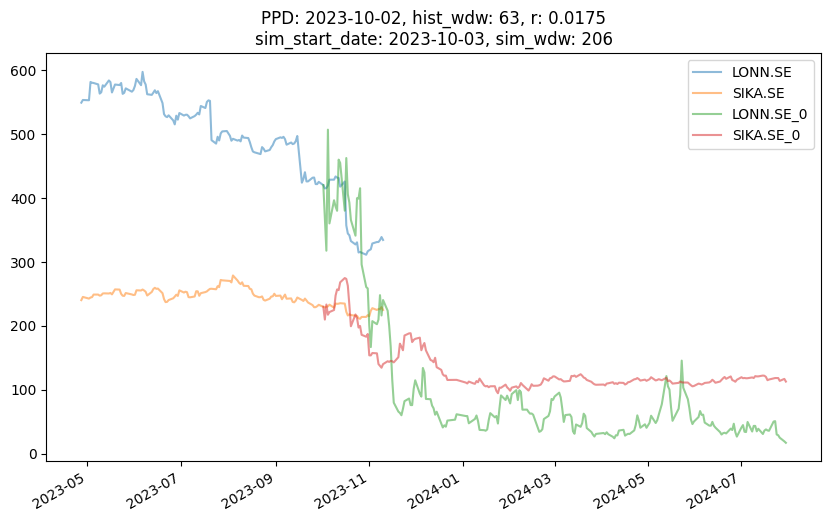 PPD: 2023-10-02, hist_wdw: 63, r: 0.0175
sim_start_date: 2023-10-03, sim_wdw: 206
LONN.SE
SIKA.SE
LONN.SE_0
SIKA.SE_0
600
500
400
300
200
100
0
2023-05
2023-07
2023-09
2023-11
2024-01
2024-03
2024-05
2024-07